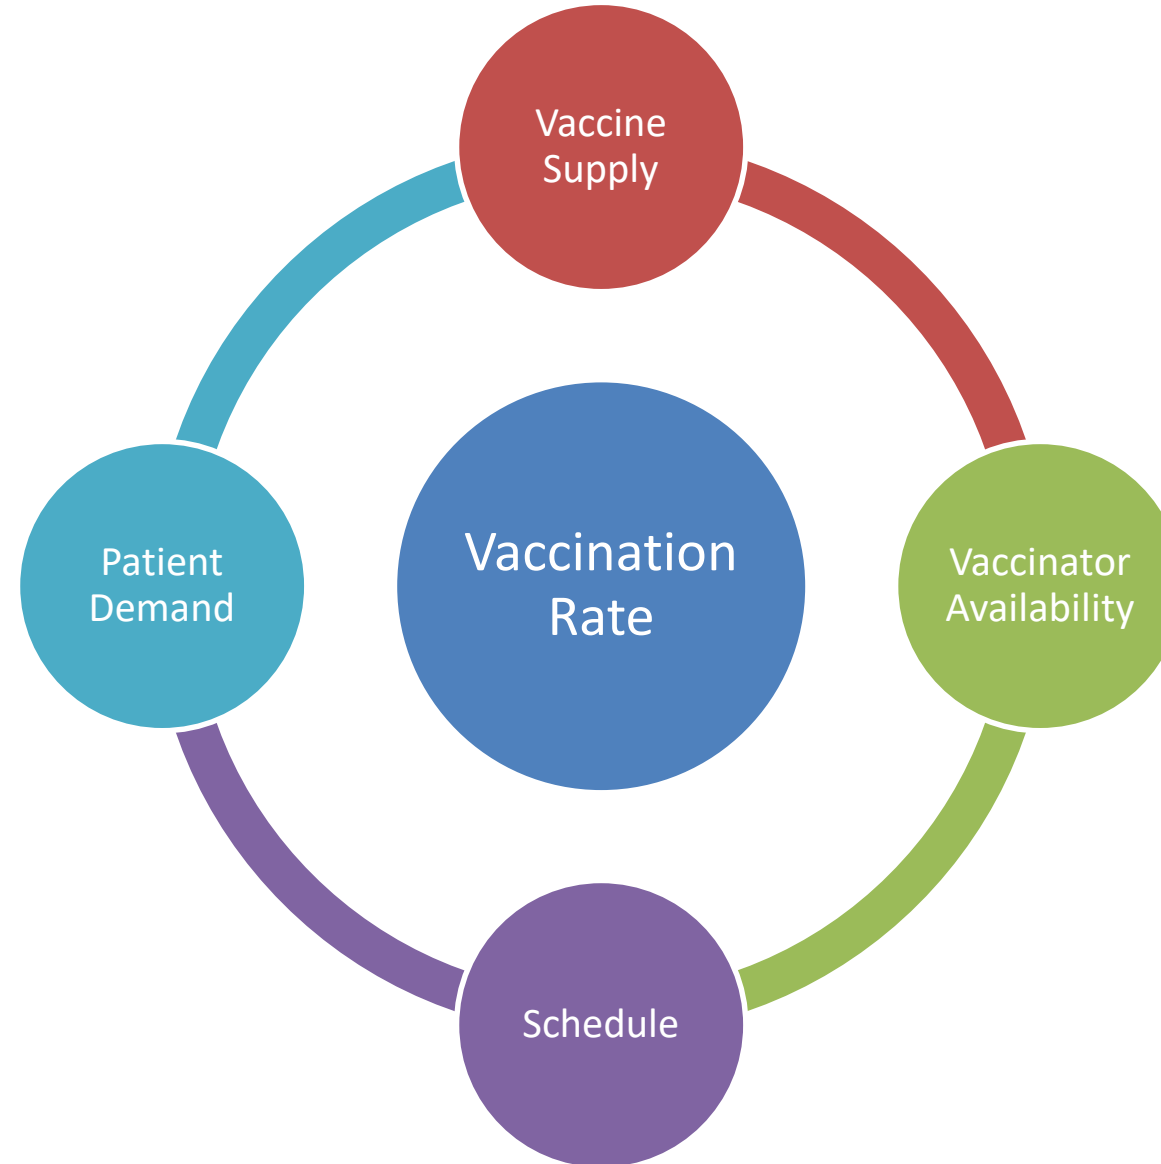 Vaccine
Supply
Patient
Demand
Vaccination
Rate
Vaccinator
Availability
Schedule